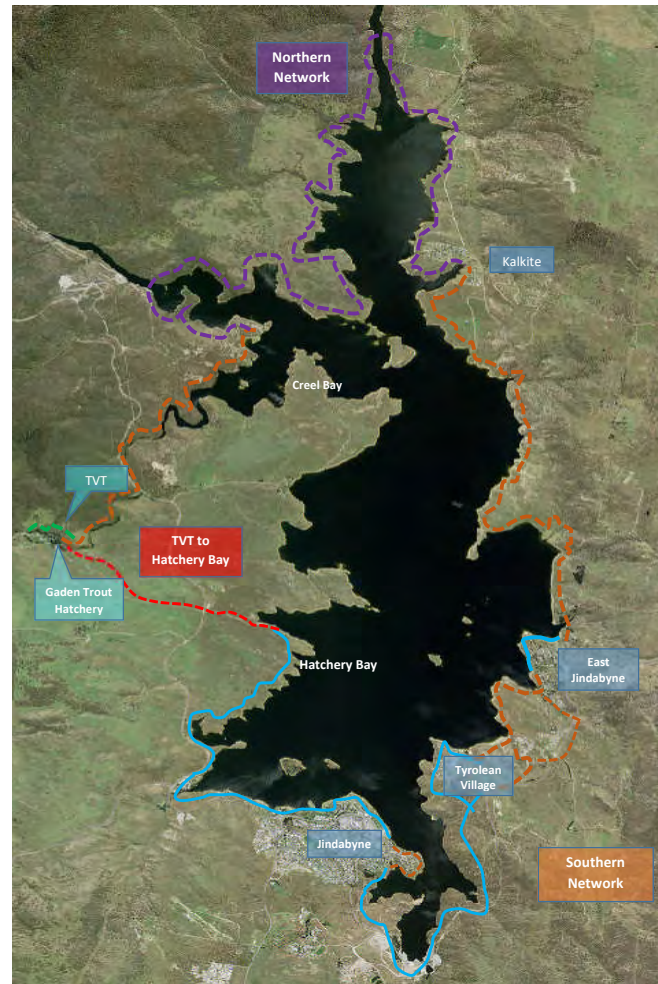 Northern
Network
Kalkite
Creel Bay
TVT
TVT to
Hatchery Bay
Gaden Trout
Hatchery
Hatchery Bay
East
Jindabyne
Tyrolean
Village
Jindabyne
Southern
Network